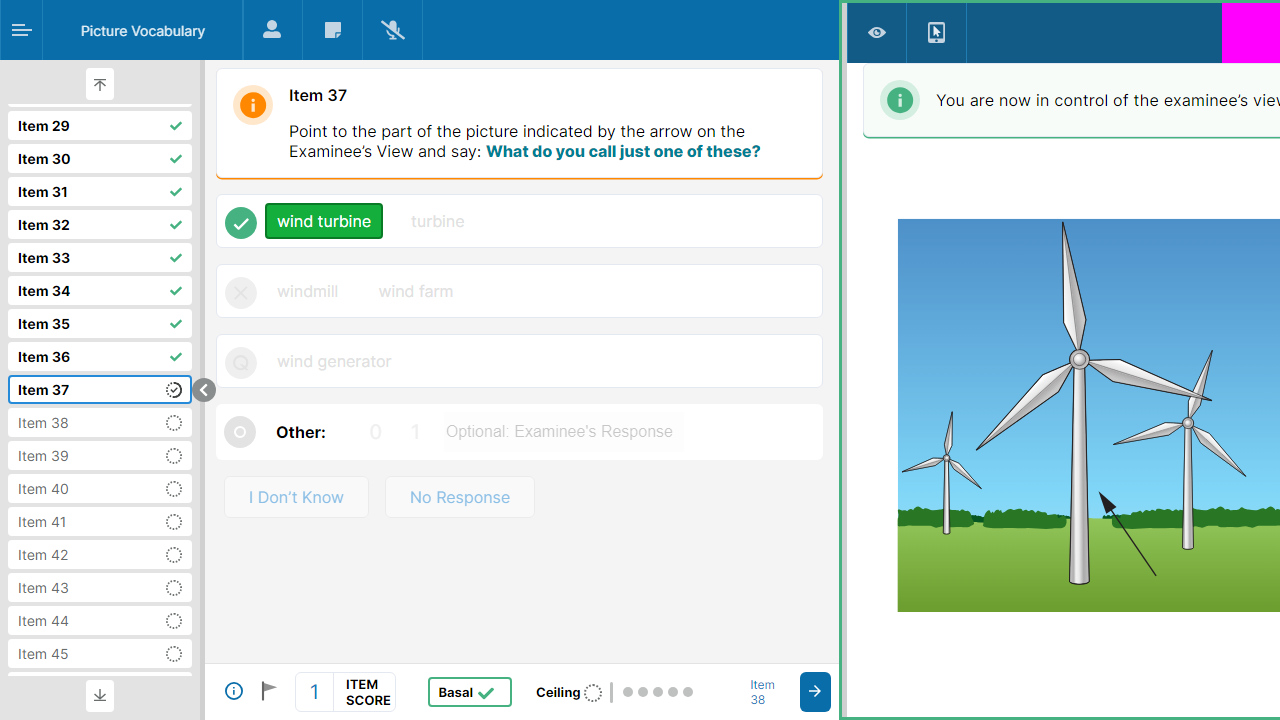 Picture Vocabulary
Item 29
Item 30
Item 31
Item 32
Item 33
Item 34
Item 35
Item 36
Item 37
Item 38
Item 39
Item 40
Item 41
Item 42
Item 43
Item 44
Item 45
Item 37
Point to the part of the picture indicated by the arrow on the
Examinee’s View and say: What do you call just one of these?
wind turbine turbine
windmill wind farm
Q wind generator
O Other: 0 1 Optional: Examinee's Response
I Don’t Know No Response
1 ITEM
SCORE
Basal
Ceiling
Item
38
You are now in control of the examinee’s view